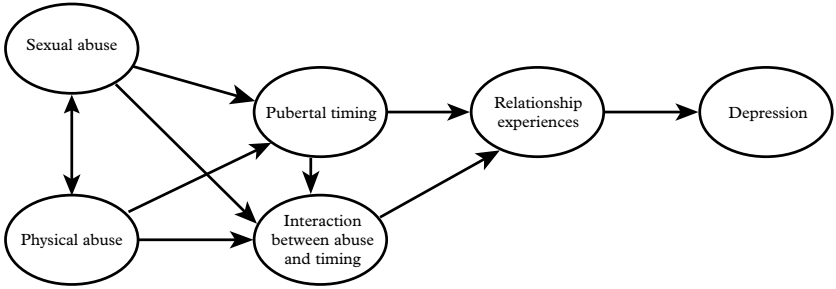 Sexual abuse
Pubertal timing
Relationship
experiences
Depression
Physical abuse
Interaction
between abuse
and timing